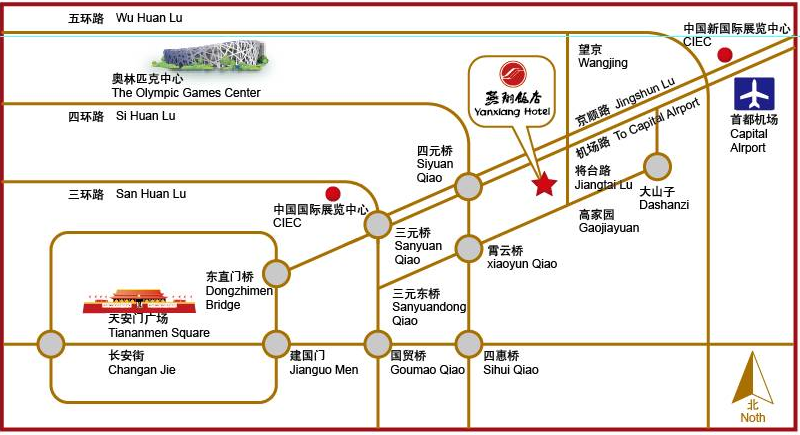 五环路 Wu Huan Lu
中国新国际展览中心
CIEC
望京
Wangjing
奥林匹克中心
The Olympic Games Center
燕翔饭店
Yanxiang Hotel
京顺路 Jingshun Lu
机场路 To Capital AIrport
首都机场
Capital
AIrport
四环路 Si Huan Lu
四元桥
Siyuan
Qiao
将台路
Jiangtai Lu
大山子
Dashanzi
三环路 San Huan Lu
中国国际展览中心
CIEC
高家园
Gaojiayuan
三元桥
Sanyuan
Qiao
霄云桥
xiaoyun Qiao
东直门桥
Dongzhimen
Bridge
三元东桥
Sanyuandong
Qiao
天安门广场
Tiananmen Square
长安街
Changan Jie
建国门
Jianguo Men
国贸桥
Goumao Qiao
四惠桥
Sihui Qiao
北
Noth